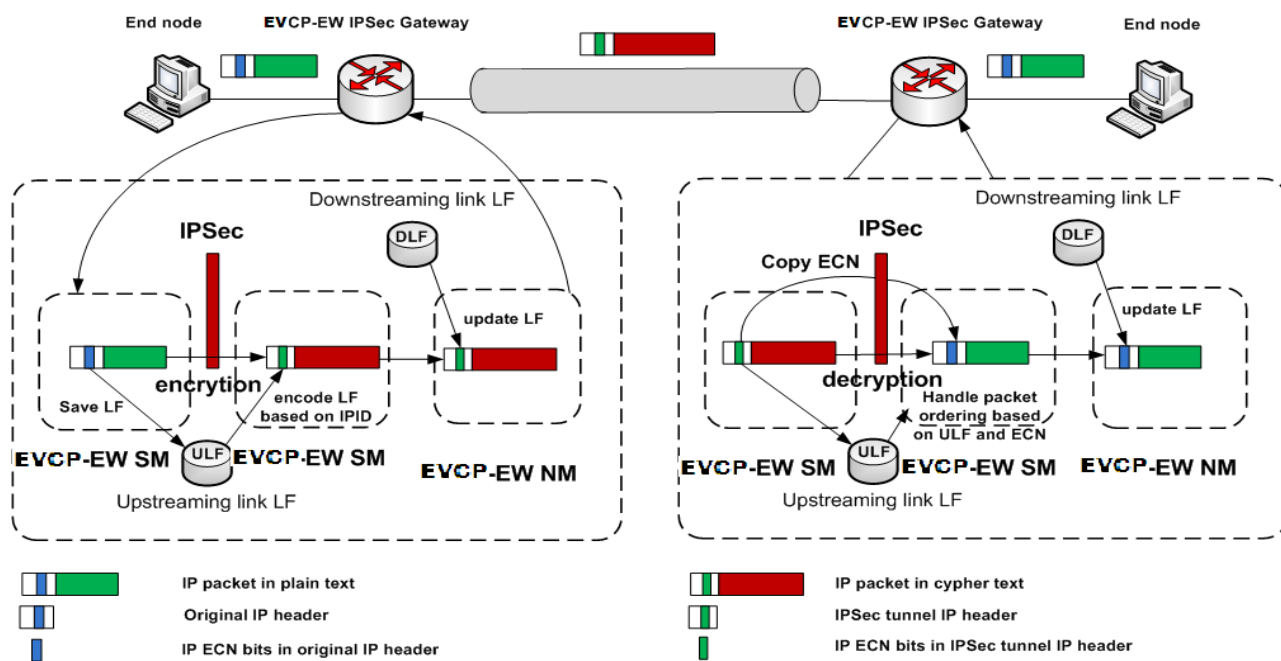 End node
EVCP-EW IPSec Gateway
EVCP-EW IPSec Gateway
End node
Downstreaming link LF
IPSec
DLF
update LF
encrytion
Save LF
encode LF
based on IPID
ULF
EVCP-EW SM
EVCP-EW SM
EVCP-EW NM
Upstreaming link LF
Downstreaming link LF
IPSec
DLF
Copy ECN
update LF
decryption
Handle packet
ordering based
on ULF and ECN
ULF
EVCP-EW SM
EVCP-EW SM
EVCP-EW NM
Upstreaming link LF
IP packet in plain text
Original IP header
IP ECN bits in original IP header
IP packet in cypher text
IPSec tunnel IP header
IP ECN bits in IPSec tunnel IP header